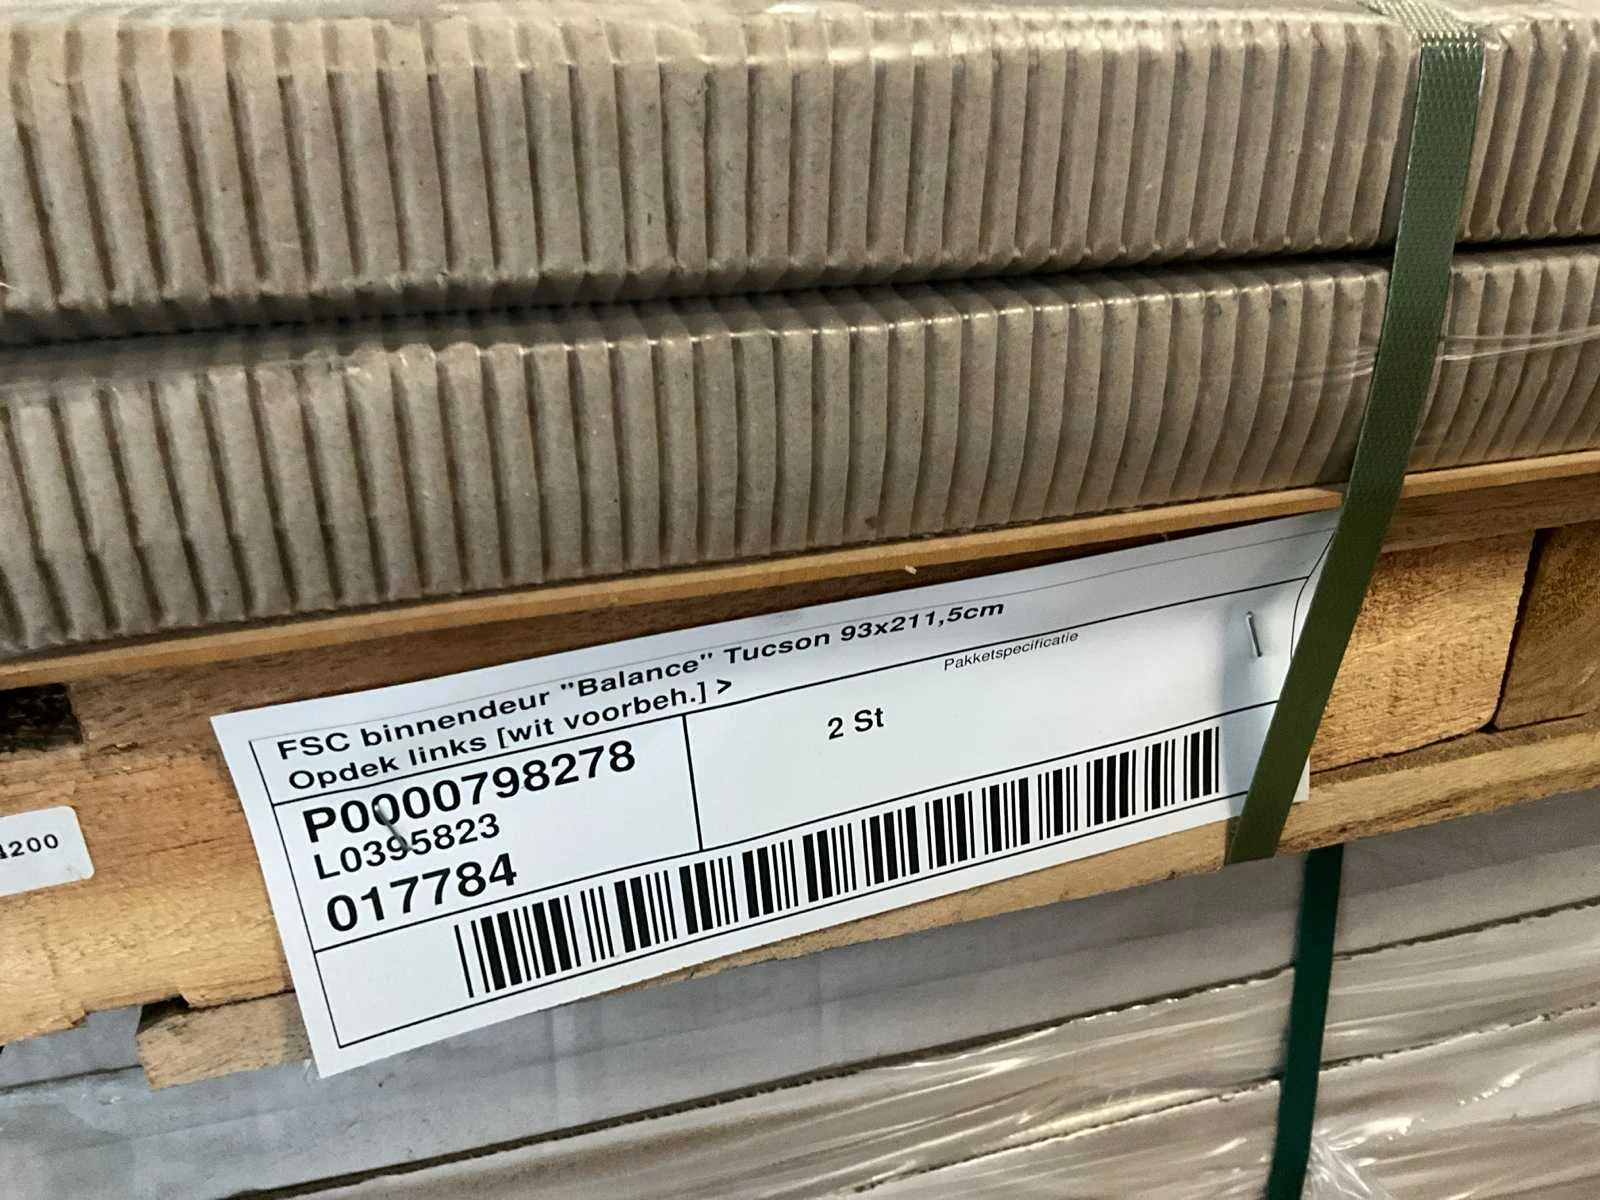 FSC binnendeur "Balance" Tucson 93x211,5cm
Opdek links [wit voorbeh.] >
Pakketspecificatie
P0000798278
2 St
L0395823
017784
200